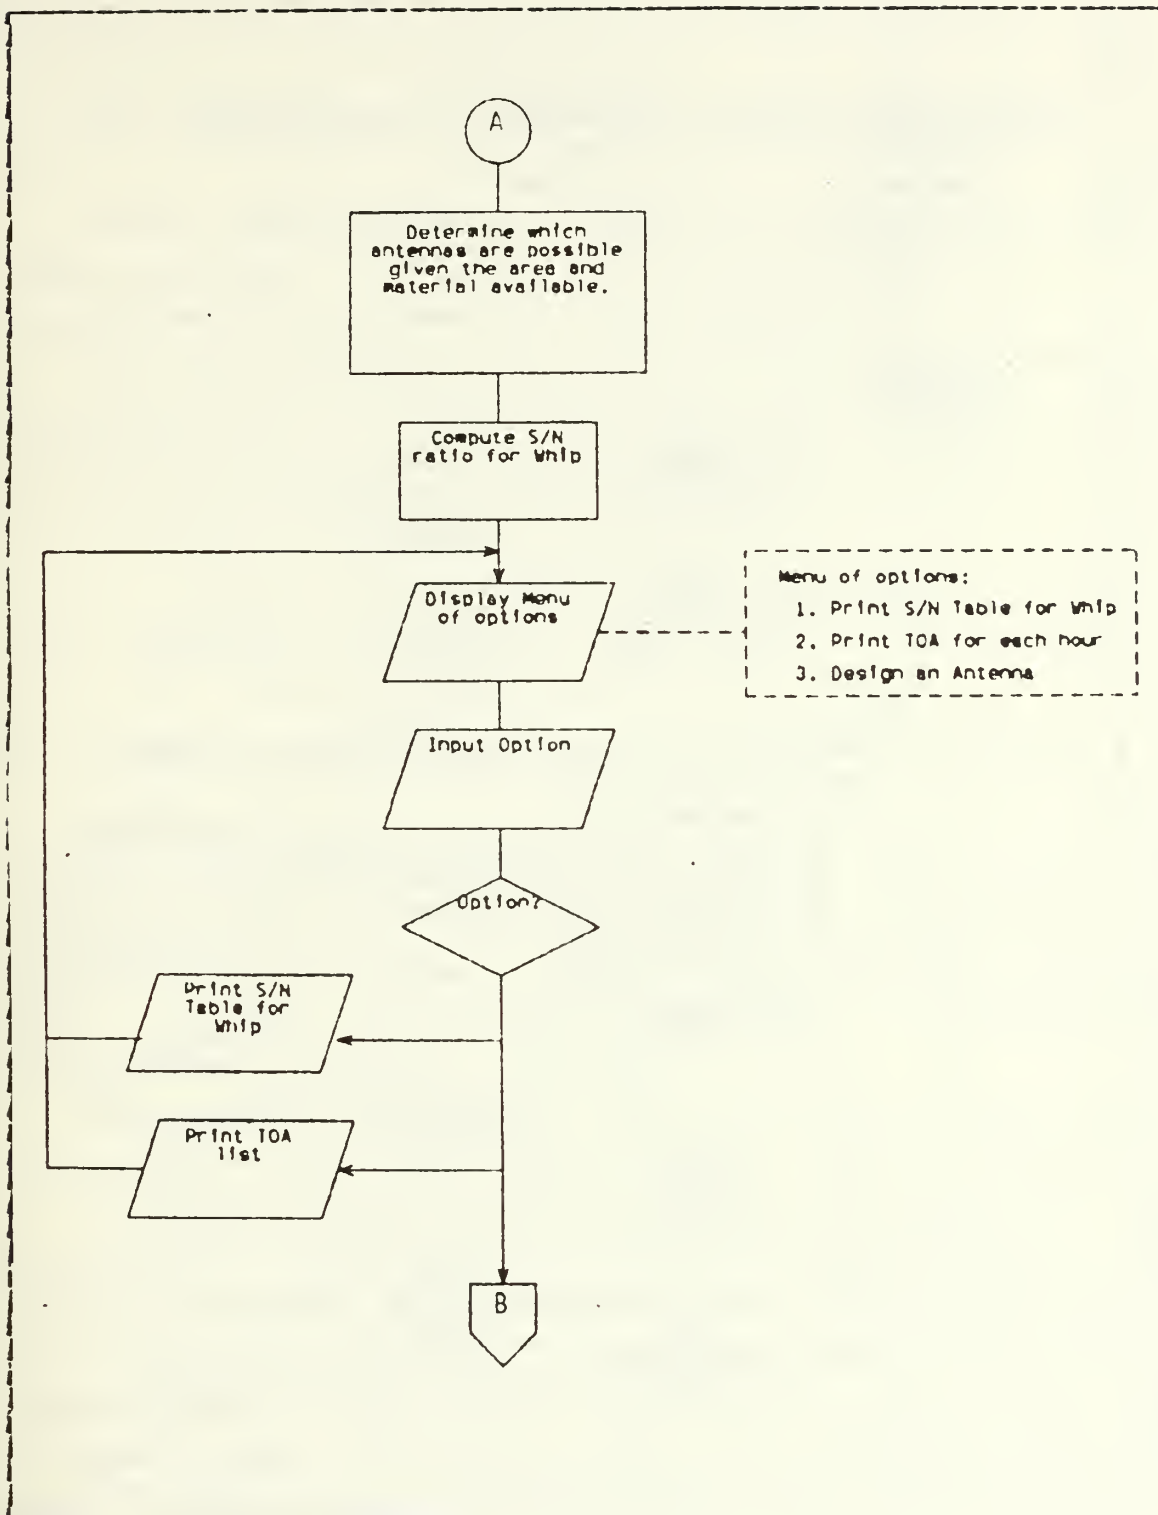 A
Determine which
antennas are possible
given the area and
material available.
Compute S/N
ratio for Whip
Display Menu
of options
Menu of options:
1. Print S/N Table for Whip
2. Print TOA for each hour
3. Design an Antenna
Input Option
Option?
Print S/N
Table for
Whip
Print TOA
list
B